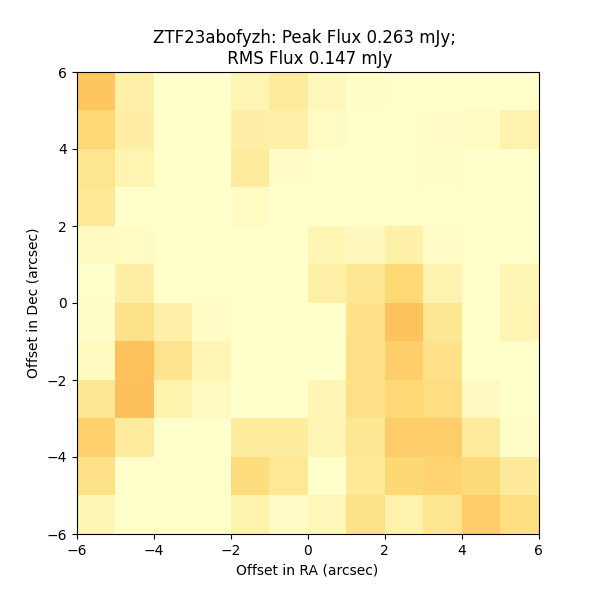 ZTF23abofyzh: Peak Flux 0.263 mJy;
RMS Flux 0.147 mJy
6
4
2
0
−2
−4
−6
Offset in Dec (arcsec)
−6 −4 −2 0 2 4 6
Offset in RA (arcsec)